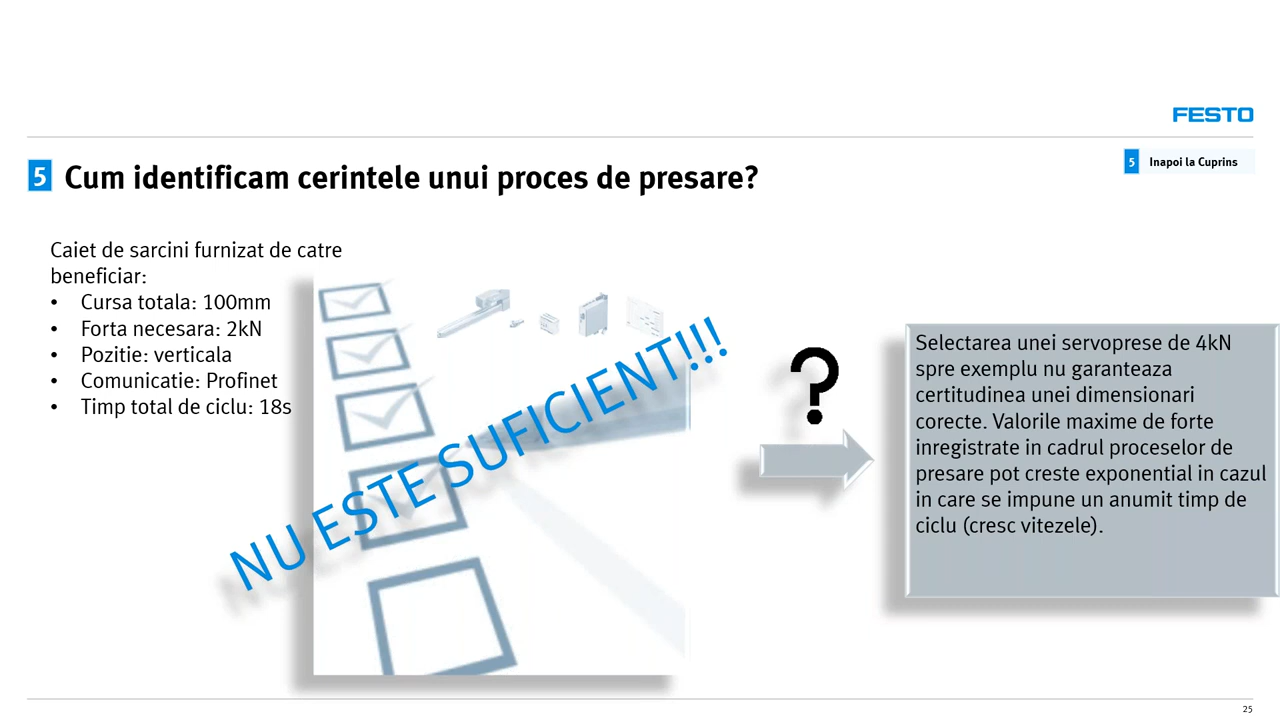 FESTO
5 Inapoi la Cuprins
5 Cum identificam cerintele unui proces de presare?
Caiet de sarcini furnizat de catre
beneficiar:
• Cursa totala: 100mm
• Forta necesara: 2kN
• Pozitie: verticala
• Comunicatie: Profinet
• Timp total de ciclu: 18s
NU ESTE SUFICIENT!!!
?
Selectarea unei servoprese de 4kN
spre exemplu nu garanteaza
certitudinea unei dimensionari
corecte. Valorile maxime de forte
inregistrate in cadrul proceselor de
presare pot creste exponential in cazul
in care se impune un anumit timp de
ciclu (cresc vitezele).
25